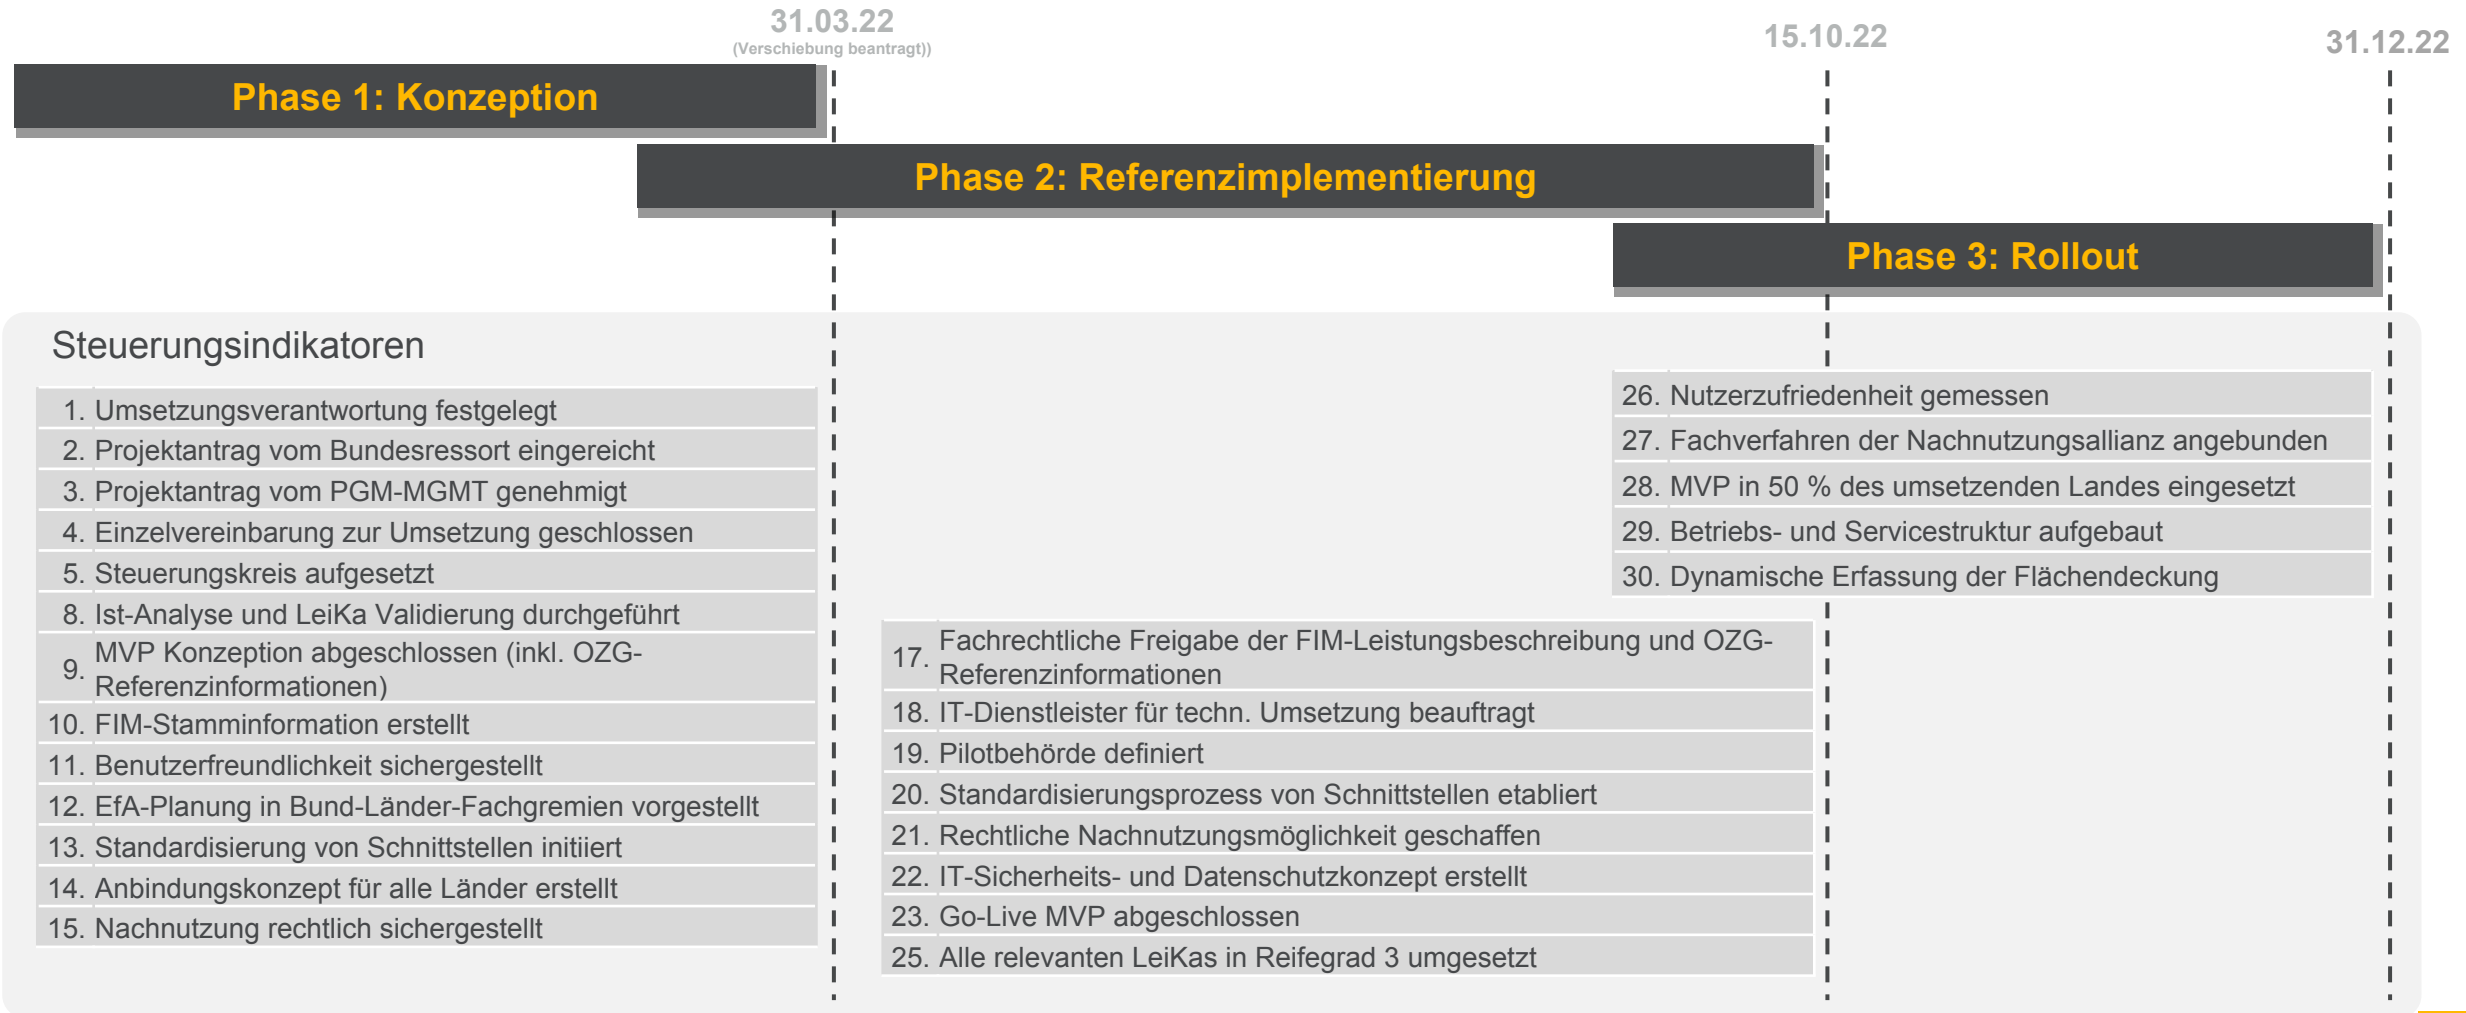 31.03.22
(Verschiebung beantragt))
15.10.22
31.12.22
Phase 1: Konzeption
Phase 2: Referenzimplementierung
Phase 3: Rollout
Steuerungsindikatoren
1. Umsetzungsverantwortung festgelegt
2. Projektantrag vom Bundesressort eingereicht
3. Projektantrag vom PGM-MGMT genehmigt
4. Einzelvereinbarung zur Umsetzung geschlossen
5. Steuerungskreis aufgesetzt
8. Ist-Analyse und LeiKa Validierung durchgeführt
9. MVP Konzeption abgeschlossen (inkl. OZG-
Referenzinformationen)
10. FIM-Stamminformation erstellt
11. Benutzerfreundlichkeit sichergestellt
12. EfA-Planung in Bund-Länder-Fachgremien vorgestellt
13. Standardisierung von Schnittstellen initiiert
14. Anbindungskonzept für alle Länder erstellt
15. Nachnutzung rechtlich sichergestellt
17. Fachrechtliche Freigabe der FIM-Leistungsbeschreibung und OZG-
Referenzinformationen
18. IT-Dienstleister für techn. Umsetzung beauftragt
19. Pilotbehörde definiert
20. Standardisierungsprozess von Schnittstellen etabliert
21. Rechtliche Nachnutzungsmöglichkeit geschaffen
22. IT-Sicherheits- und Datenschutzkonzept erstellt
23. Go-Live MVP abgeschlossen
25. Alle relevanten LeiKas in Reifegrad 3 umgesetzt
26. Nutzerzufriedenheit gemessen
27. Fachverfahren der Nachnutzungsallianz angebunden
28. MVP in 50 % des umsetzenden Landes eingesetzt
29. Betriebs- und Servicestruktur aufgebaut
30. Dynamische Erfassung der Flächendeckung